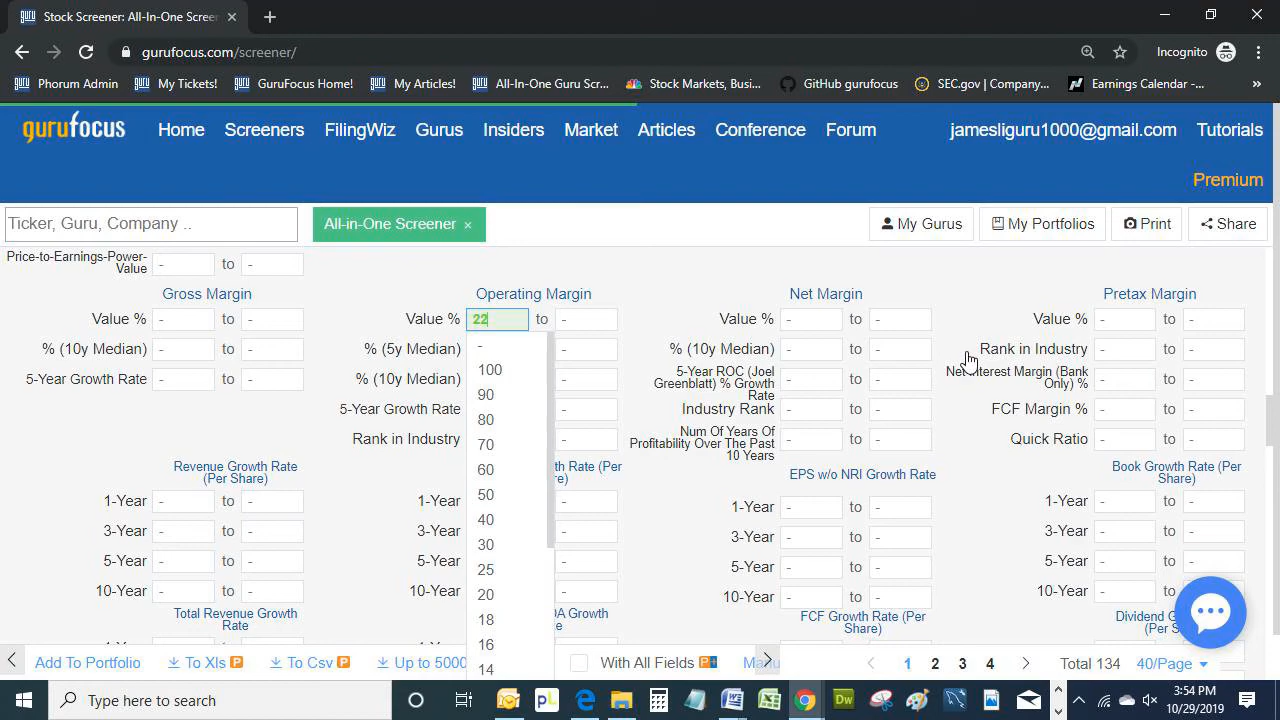 Stock Screener: All-In-One Screer
gurufocus.com/screener/
Incognito
Phorum Admin
My Tickets!
GuruFocus Home!
My Articles!
All-In-One Guru Scr...
Stock Markets, Busi...
GitHub gurufocus
SEC.gov | Company...
Earnings Calendar -...
»
gurufocus
Home
Screeners
FilingWiz
Gurus
Insiders
Market
Articles
Conference
Forum
jamesliguru1000@gmail.com
Tutorials
Premium
Ticker, Guru, Company ..
All-in-One Screener ×
My Gurus
My Portfolios
Print
Share
Price-to-Earnings-Power-
Value
- to -
Gross Margin
Operating Margin
Net Margin
Pretax Margin
Value % - to -
Value % 22 to -
Value % - to -
Value % - to -
% (10y Median) - to -
% (5y Median) -
% (10y Median) - to -
Rank in Industry - to -
5-Year Growth Rate - to -
% (10y Median) -
5-Year ROC (Joel
Greenblatt) % Growth
Rate
- to -
Net Interest Margin (Bank
Only) %
- to -
5-Year Growth Rate -
Industry Rank - to -
FCF Margin % - to -
Rank in Industry -
Num Of Years Of
Profitability Over The Past
10 Years
- to -
Quick Ratio - to -
-
100
90
80
70
60
50
40
30
25
20
18
16
14
Revenue Growth Rate
(Per Share)
th Rate (Per
e)
EPS w/o NRI Growth Rate
Book Growth Rate (Per
Share)
1-Year - to -
1-Year -
1-Year - to -
1-Year - to -
3-Year - to -
3-Year -
3-Year - to -
3-Year - to -
5-Year - to -
5-Year -
5-Year - to -
5-Year - to -
10-Year - to -
10-Year -
10-Year - to -
10-Year - to -
Total Revenue Growth
Rate
DA Growth
FCF Growth Rate (Per
Share)
Dividend G
(Per S
Add To Portfolio
To Xls P
To Csv P
Up to 5000
With All Fields P+
Manu
1
2
3
4
Total 134
40/Page
Type here to search
Dw
3:54 PM
10/29/2019